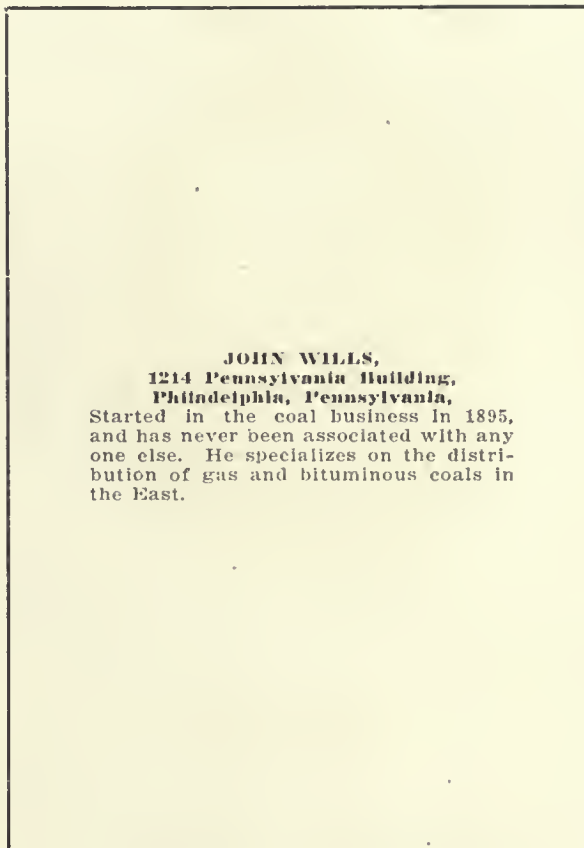 JOHN WILLS,
1214 Pennsylvania Building,
Philadelphia, Pennsylvania,
Started in the coal business in 1895,
and has never been associated with any
one else. He specializes on the distri-
bution of gas and bituminous coals in
the East.